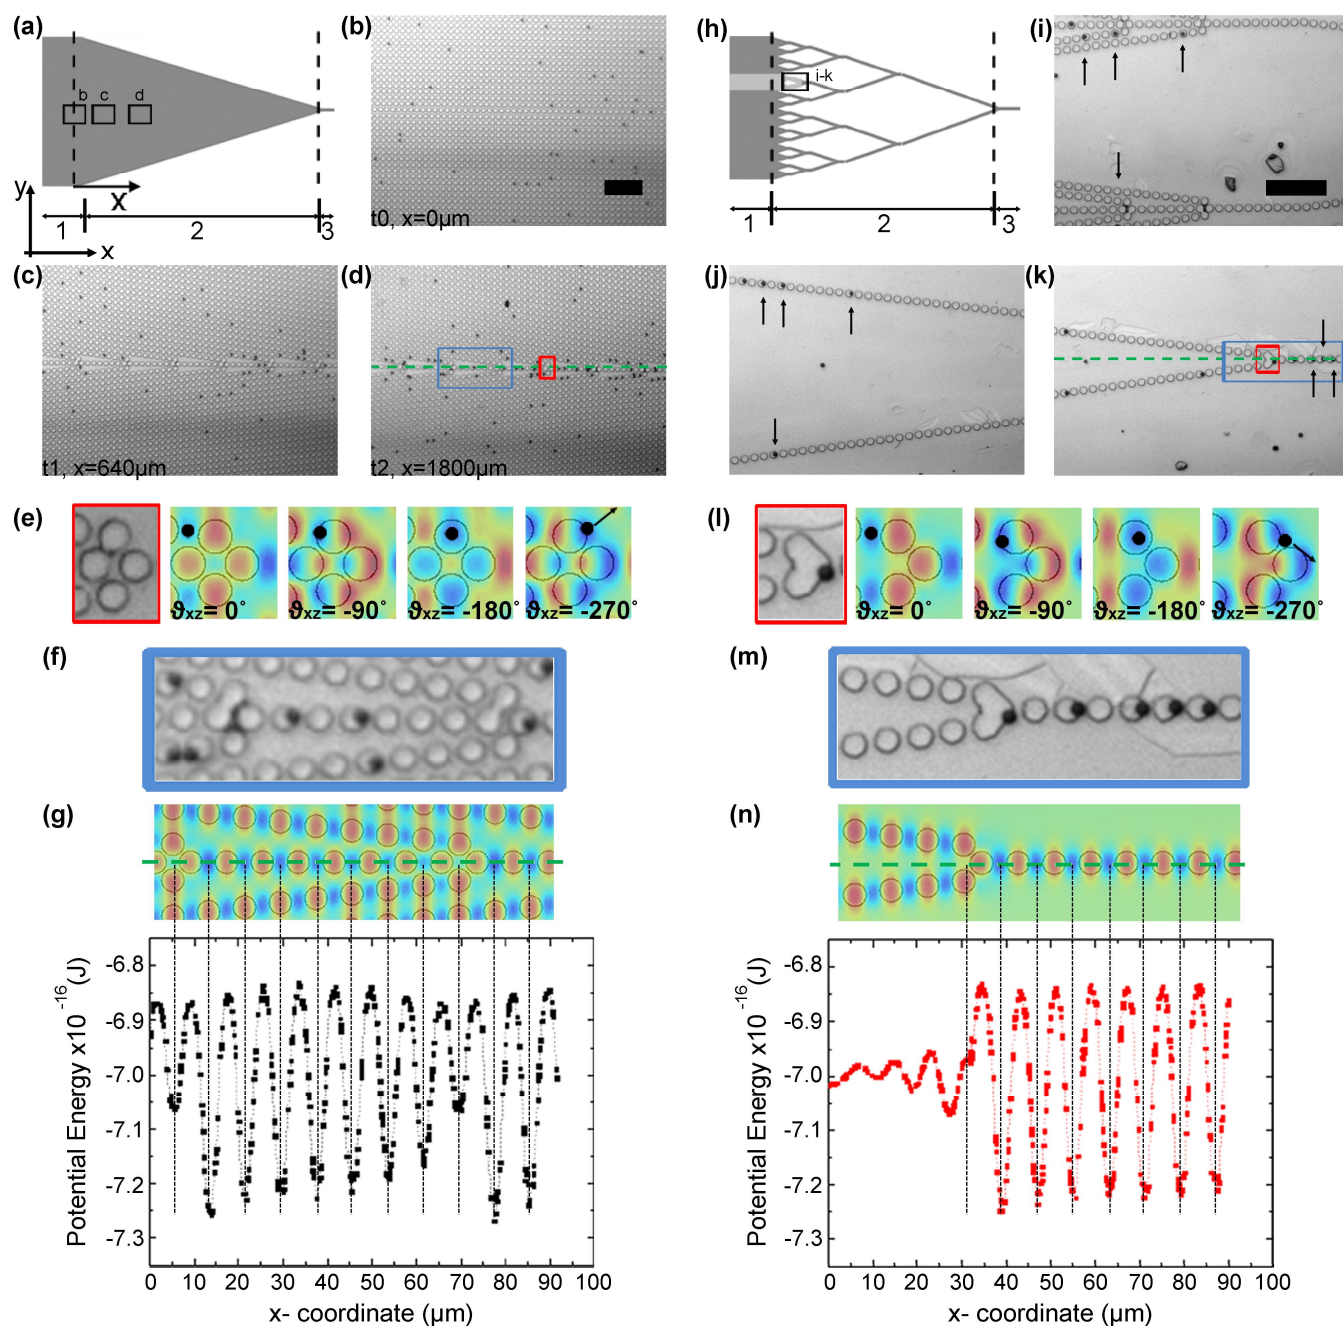 (a)
b
c
d
y
X
1
2
3
x
(b)
t0, x=0µm
(h)
i-k
1
2
3
(i)
(c)
t1, x=640µm
(d)
t2, x=1800µm
(j)
(k)
(e)
ϑxz= 0°
ϑxz= -90°
ϑxz= -180°
ϑxz= -270°
(l)
ϑxz= 0°
ϑxz= -90°
ϑxz= -180°
ϑxz= -270°
(f)
(m)
(g)
(n)
Potential Energy x10 -16 (J)
-6.8
-6.9
-7.0
-7.1
-7.2
-7.3
0 10 20 30 40 50 60 70 80 90 100
x- coordinate (µm)
Potential Energy x10 -16 (J)
-6.8
-6.9
-7.0
-7.1
-7.2
-7.3
0 10 20 30 40 50 60 70 80 90 100
x- coordinate (µm)